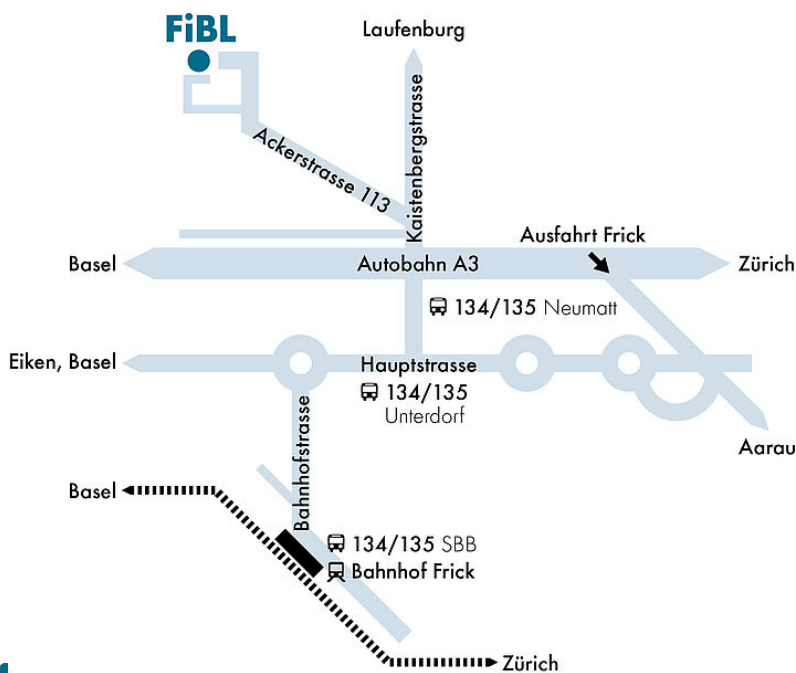 FiBL
Laufenburg
Kaistenbergstrasse
Ackerstrasse 113
Ausfahrt Frick
Basel
Autobahn A3
Zürich
134/135 Neumatt
Eiken, Basel
Hauptstrasse
134/135
Unterdorf
Bahnhofstrasse
Aarau
Basel
134/135 SBB
Bahnhof Frick
Zürich